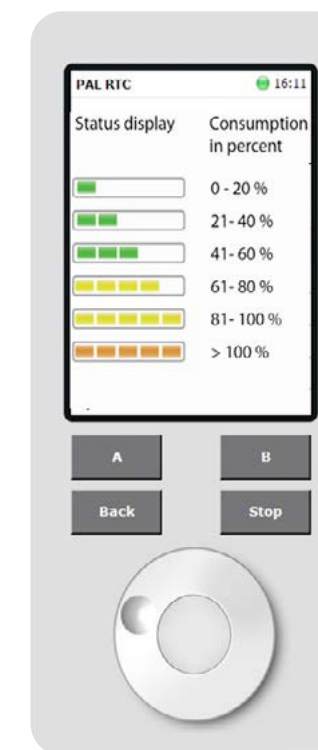 PAL RTC 16:11
Status display Consumption
in percent
0 - 20 %
21- 40 %
41- 60 %
61- 80 %
81- 100 %
> 100 %
A B
Back Stop